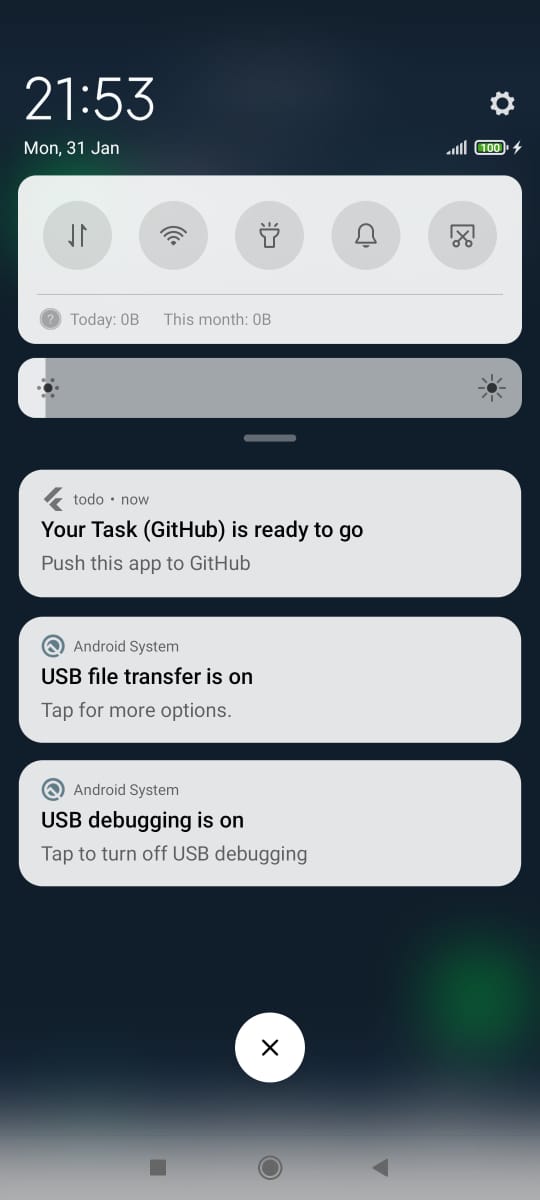 21:53
Mon, 31 Jan
100
Today: 0B This month: 0B
todo • now
Your Task (GitHub) is ready to go
Push this app to GitHub
Android System
USB file transfer is on
Tap for more options.
Android System
USB debugging is on
Tap to turn off USB debugging